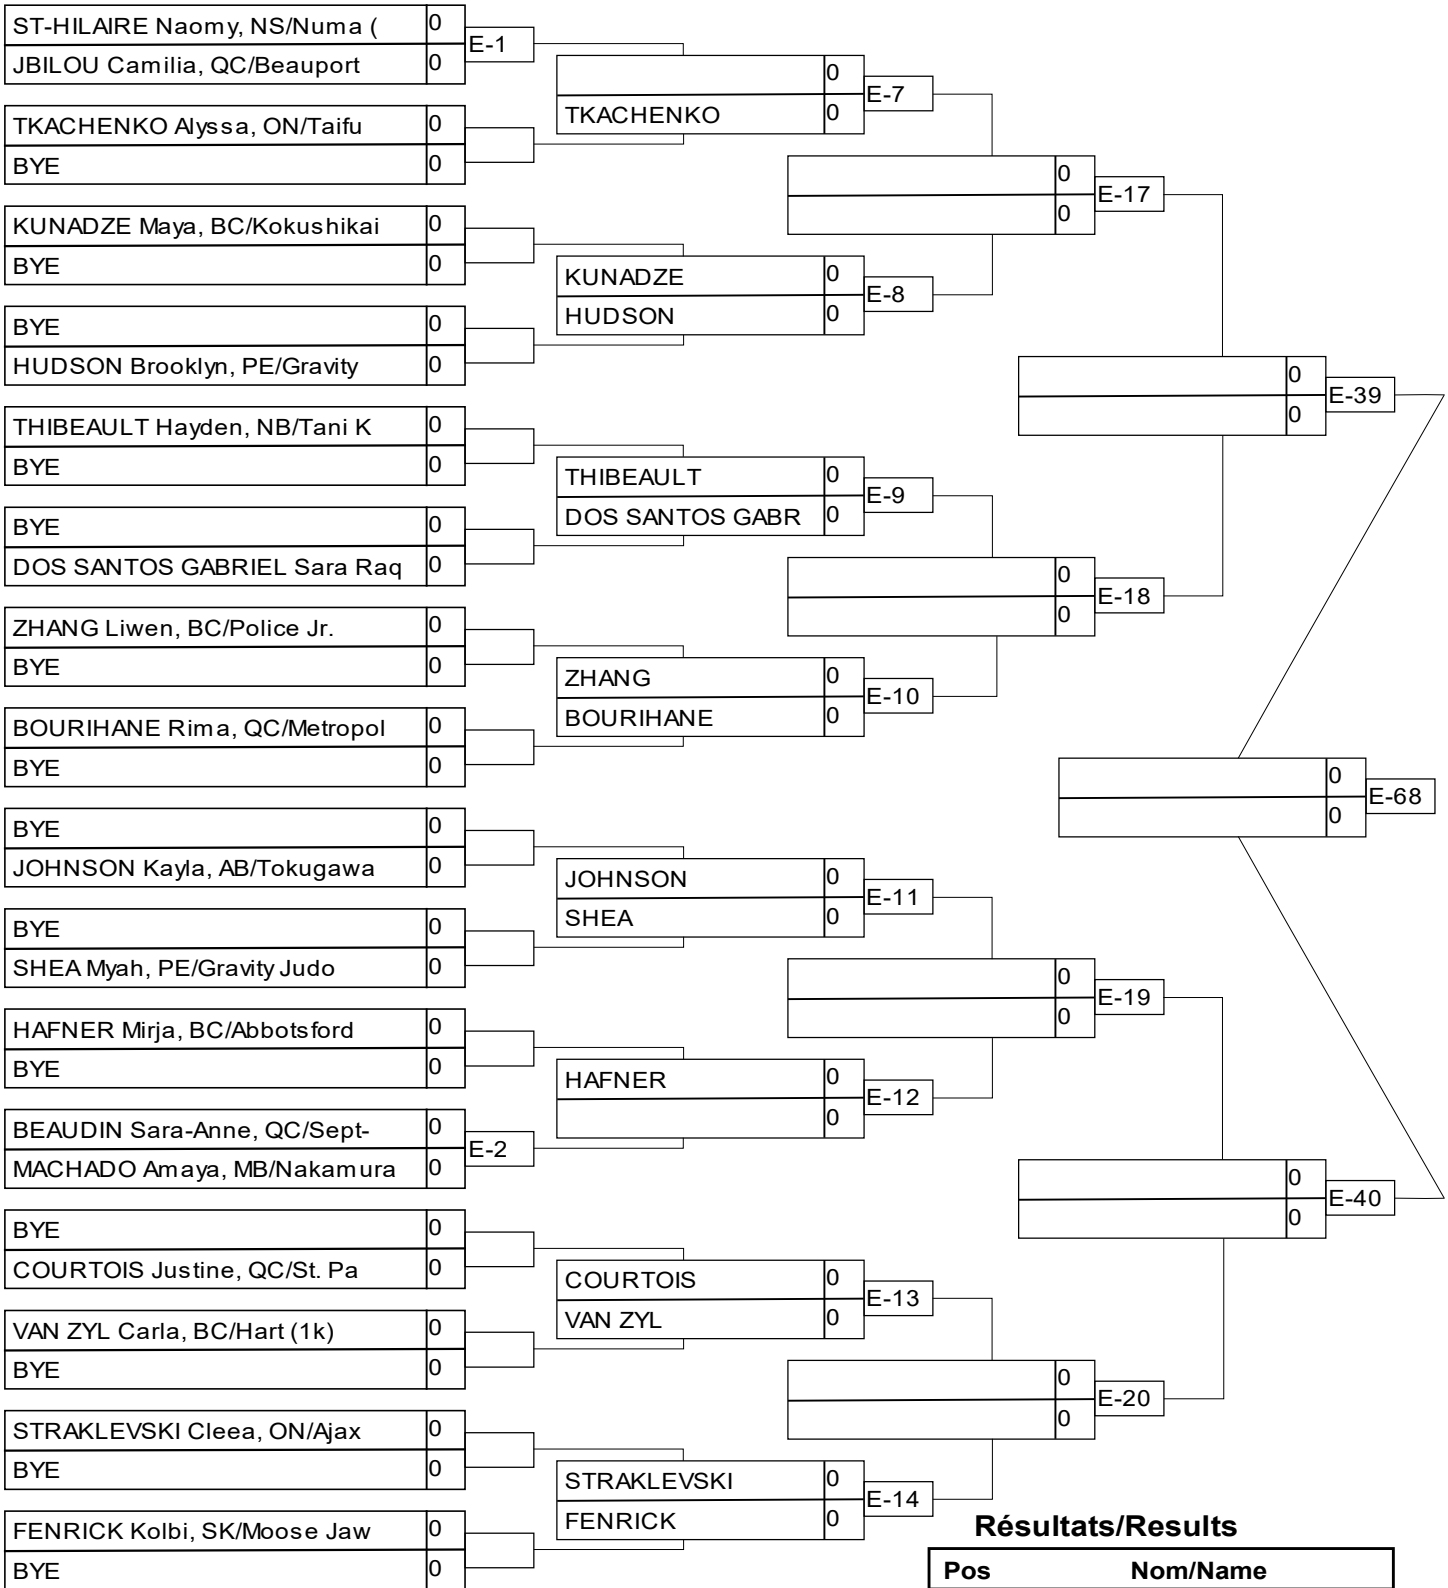 ST-HILAIRE Naomy, NS/Numa ( 0
JBILOU Camilia, QC/Beauport 0
E-1
TKACHENKO Alyssa, ON/Taifu 0
BYE 0
KUNADZE Maya, BC/Kokushikai 0
BYE 0
BYE 0
HUDSON Brooklyn, PE/Gravity 0
THIBEAULT Hayden, NB/Tani K 0
BYE 0
BYE 0
DOS SANTOS GABRIEL Sara Raq 0
ZHANG Liwen, BC/Police Jr. 0
BYE 0
BOURIHANE Rima, QC/Metropol 0
BYE 0
BYE 0
JOHNSON Kayla, AB/Tokugawa 0
BYE 0
SHEA Myah, PE/Gravity Judo 0
HAFNER Mirja, BC/Abbotsford 0
BYE 0
BEAUDIN Sara-Anne, QC/Sept- 0
MACHADO Amaya, MB/Nakamura 0
E-2
BYE 0
COURTOIS Justine, QC/St. Pa 0
VAN ZYL Carla, BC/Hart (1k) 0
BYE 0
STRAKLEVSKI Cleea, ON/Ajax 0
BYE 0
FENRICK Kolbi, SK/Moose Jaw 0
BYE 0
0
TKACHENKO 0
E-7
KUNADZE 0
HUDSON 0
E-8
THIBEAULT 0
DOS SANTOS GABR 0
E-9
ZHANG 0
BOURIHANE 0
E-10
JOHNSON 0
SHEA 0
E-11
HAFNER 0
0
E-12
COURTOIS 0
VAN ZYL 0
E-13
STRAKLEVSKI 0
FENRICK 0
E-14
0
0
E-17
0
0
E-18
0
0
E-19
0
0
E-20
0
0
E-39
0
0
E-40
0
0
E-68
Résultats/Results
Pos Nom/Name